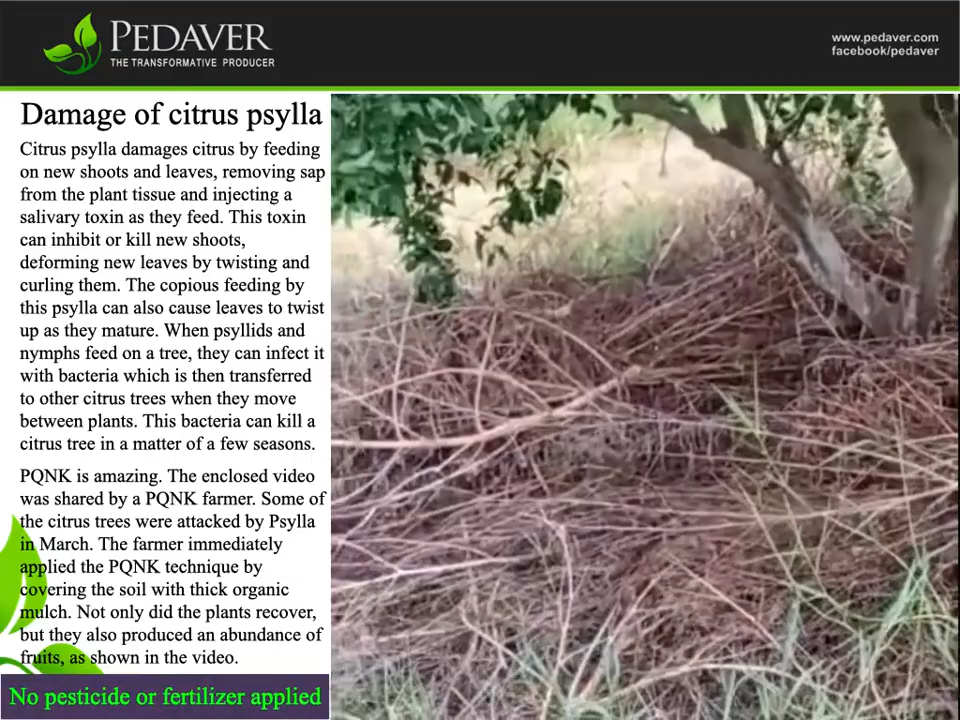 PEDAVER
THE TRANSFORMATIVE PRODUCER
www.pedaver.com
facebook/pedaver
Damage of citrus psylla
Citrus psylla damages citrus by feeding
on new shoots and leaves, removing sap
from the plant tissue and injecting a
salivary toxin as they feed. This toxin
can inhibit or kill new shoots,
deforming new leaves by twisting and
curling them. The copious feeding by
this psylla can also cause leaves to twist
up as they mature. When psyllids and
nymphs feed on a tree, they can infect it
with bacteria which is then transferred
to other citrus trees when they move
between plants. This bacteria can kill a
citrus tree in a matter of a few seasons.
PQNK is amazing. The enclosed video
was shared by a PQNK farmer. Some of
the citrus trees were attacked by Psylla
in March. The farmer immediately
applied the PQNK technique by
covering the soil with thick organic
mulch. Not only did the plants recover,
but they also produced an abundance of
fruits, as shown in the video.
No pesticide or fertilizer applied